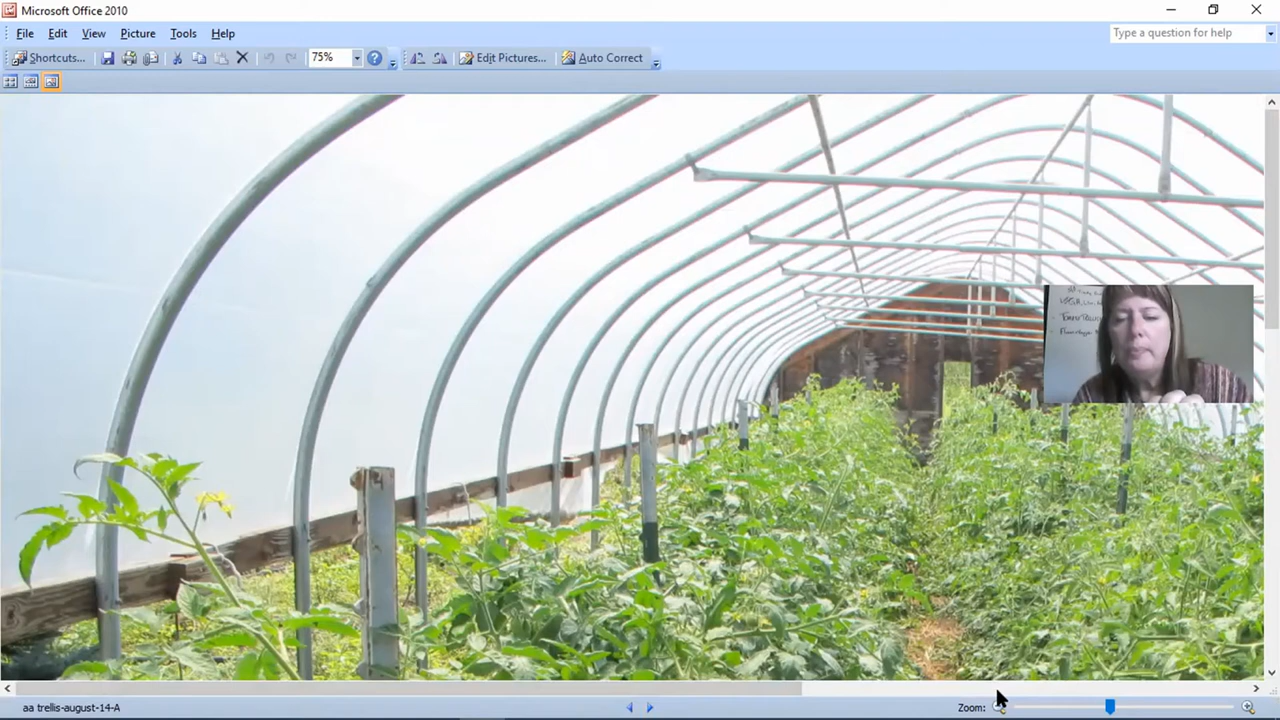 Microsoft Office 2010
File Edit View Picture Tools Help
Type a question for help
Shortcuts... 75% Edit Pictures... Auto Correct
aa trellis-august-14-A
Zoom: